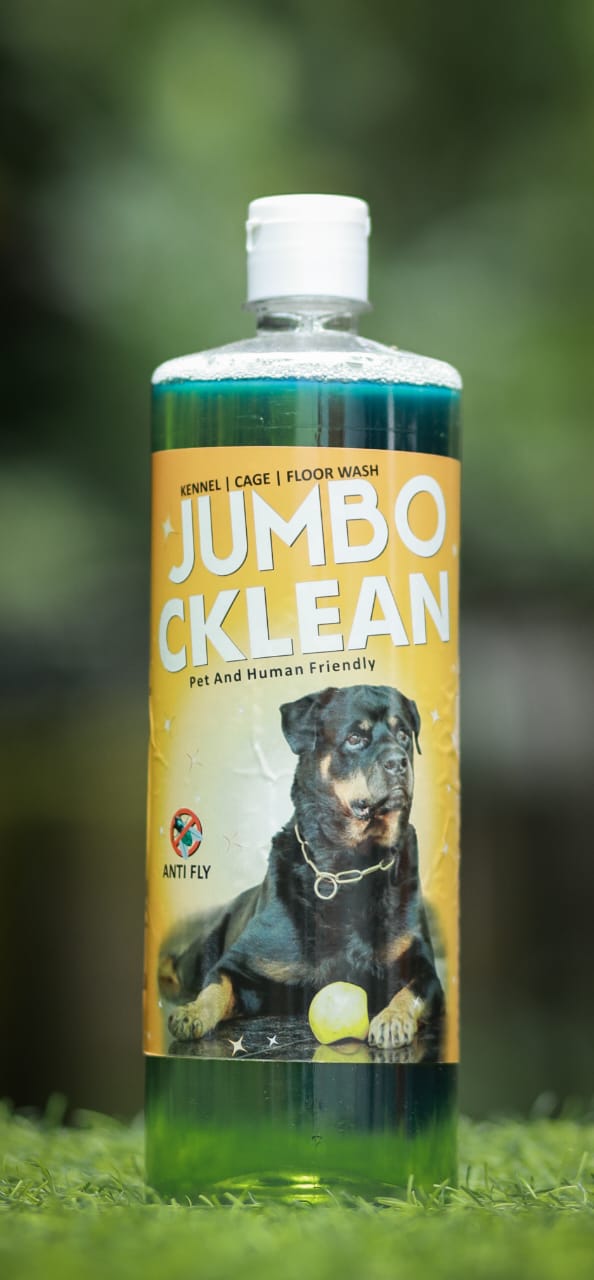 KENNEL | CAGE | FLOOR WASH
JUMBO
CKLEAN
Pet And Human Friendly
ANTI FLY